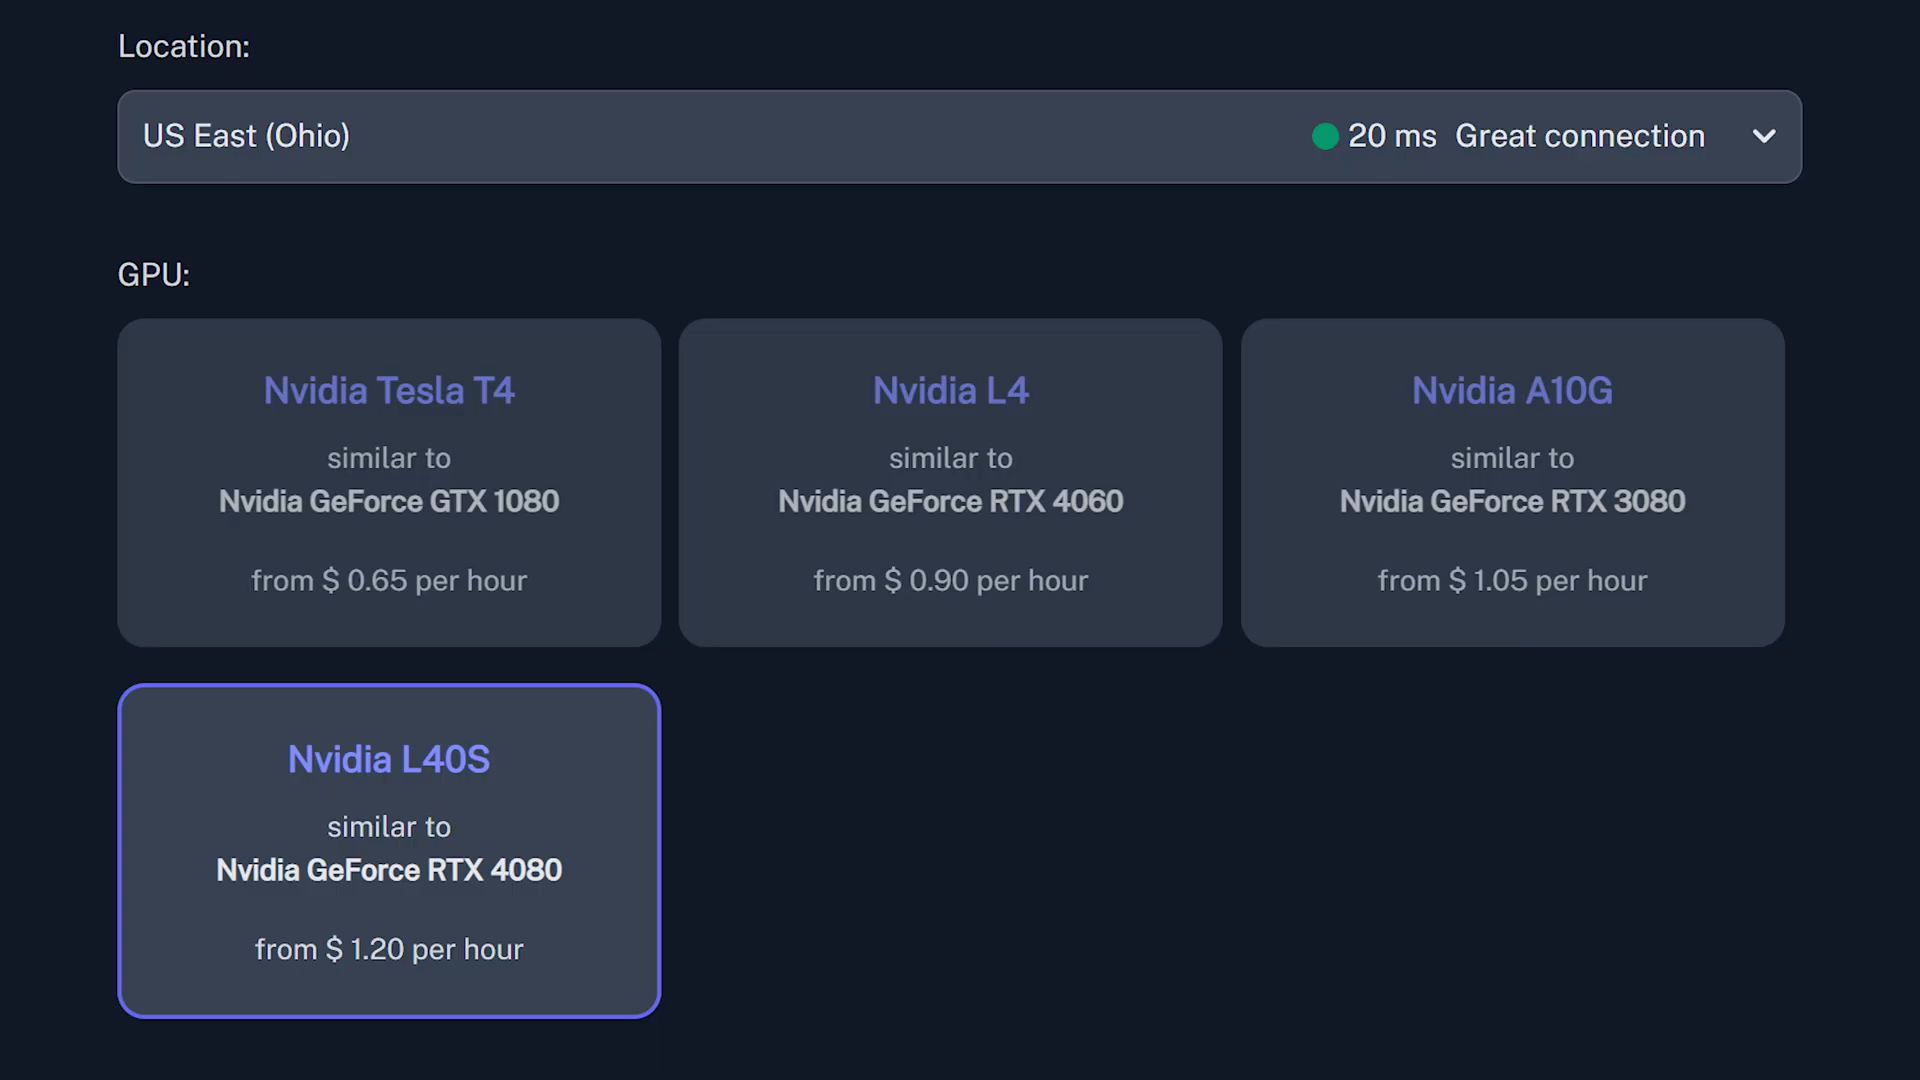 Location:
US East (Ohio)
20 ms Great connection
GPU:
Nvidia Tesla T4
similar to
Nvidia GeForce GTX 1080
from $ 0.65 per hour
Nvidia L4
similar to
Nvidia GeForce RTX 4060
from $ 0.90 per hour
Nvidia A10G
similar to
Nvidia GeForce RTX 3080
from $ 1.05 per hour
Nvidia L40S
similar to
Nvidia GeForce RTX 4080
from $ 1.20 per hour